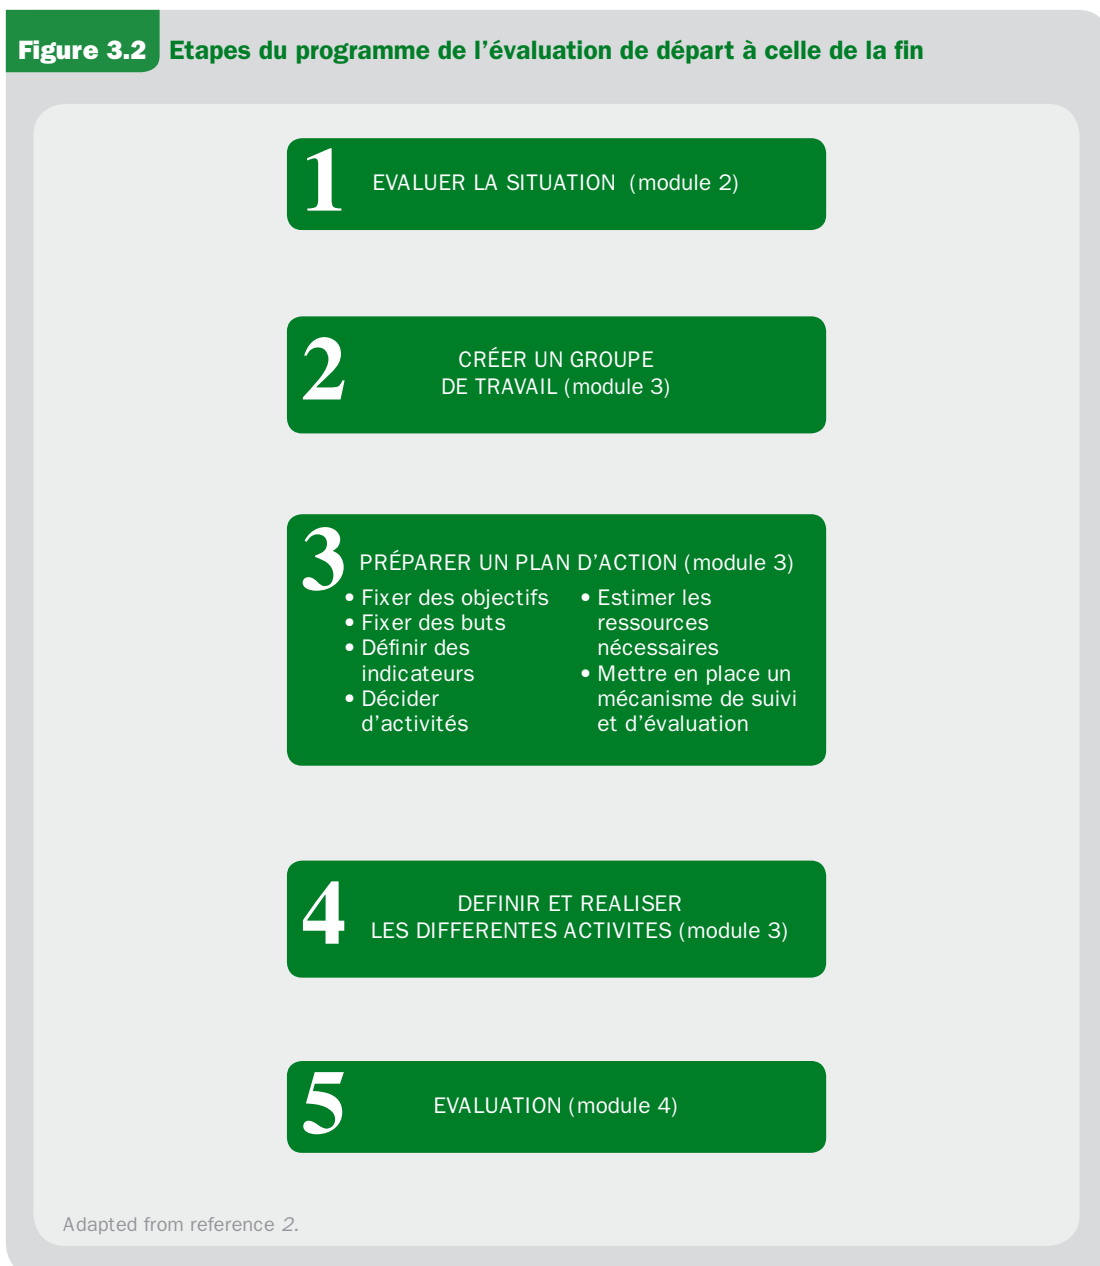 Figure 3.2 Etapes du programme de l’évaluation de départ à celle de la fin
1 EVALUER LA SITUATION (module 2)
2
CRÉER UN GROUPE
DE TRAVAIL (module 3)
3
PRÉPARER UN PLAN D’ACTION (module 3)
• Fixer des objectifs
• Fixer des buts
• Définir des
indicateurs
• Décider
d’activités
• Estimer les
ressources
nécessaires
• Mettre en place un
mécanisme de suivi
et d’évaluation
4
DEFINIR ET REALISER
LES DIFFERENTES ACTIVITES (module 3)
5 EVALUATION (module 4)
Adapted from reference 2.